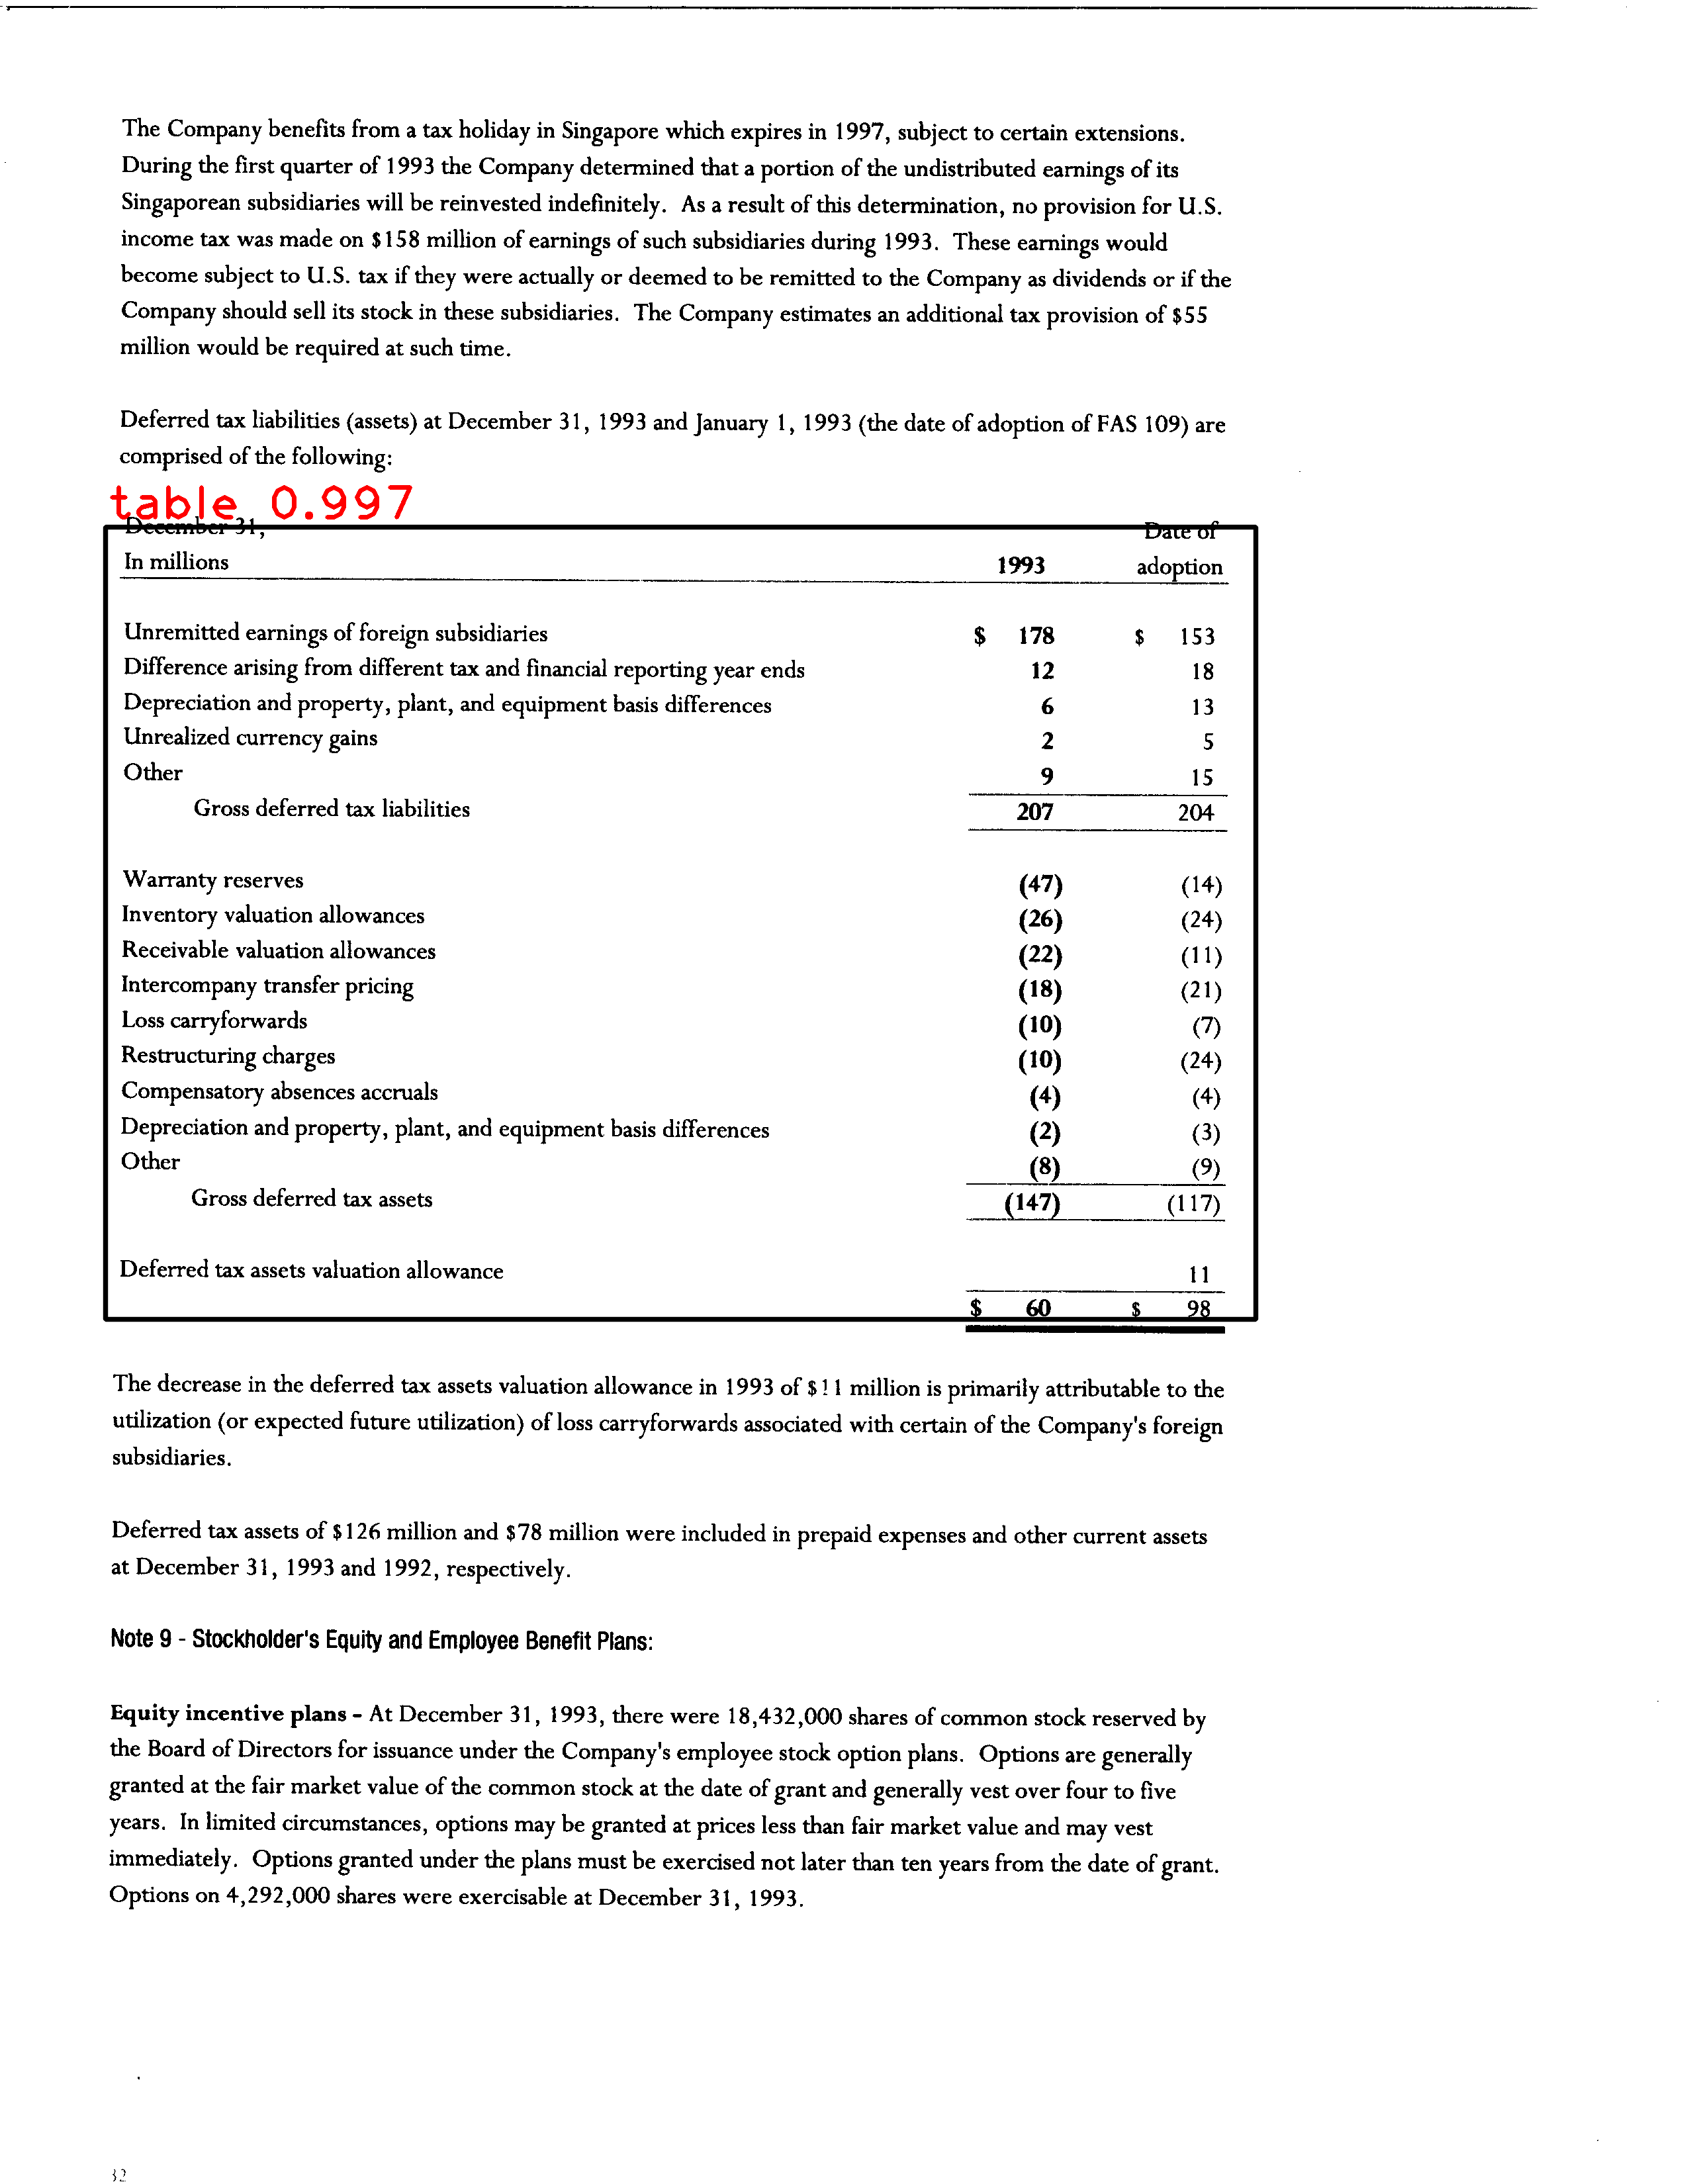 The Company benefits from a tax holiday in Singapore which expires in 1997, subject to certain extensions.
During the first quarter of 1993 the Company determined that a portion of the undistributed earnings of its
Singaporean subsidiaries will be reinvested indefinitely. As a result of this determination, no provision for U.S.
income tax was made on $158 million of earnings of such subsidiaries during 1993. These earnings would
become subject to U.S. tax if they were actually or deemed to be remitted to the Company as dividends or if the
Company should sell its stock in these subsidiaries. The Company estimates an additional tax provision of $55
million would be required at such time.
Deferred tax liabilities (assets) at December 31, 1993 and January 1, 1993 (the date of adoption of FAS 109) are
comprised of the following:
table 0.997
December 31, Date of
In millions 1993 adoption
Unremitted earnings of foreign subsidiaries $ 178 $ 153
Difference arising from different tax and financial reporting year ends 12 18
Depreciation and property, plant, and equipment basis differences 6 13
Unrealized currency gains 2 5
Other 9 15
Gross deferred tax liabilities 207 204
Warranty reserves (47) (14)
Inventory valuation allowances (26) (24)
Receivable valuation allowances (22) (11)
Intercompany transfer pricing (18) (21)
Loss carryforwards (10) (7)
Restructuring charges (10) (24)
Compensatory absences accruals (4) (4)
Depreciation and property, plant, and equipment basis differences (2) (3)
Other (8) (9)
Gross deferred tax assets (147) (117)
Deferred tax assets valuation allowance 11
$ 60 $ 98
The decrease in the deferred tax assets valuation allowance in 1993 of $11 million is primarily attributable to the
utilization (or expected future utilization) of loss carryforwards associated with certain of the Company's foreign
subsidiaries.
Deferred tax assets of $126 million and $78 million were included in prepaid expenses and other current assets
at December 31, 1993 and 1992, respectively.
Note 9 - Stockholder's Equity and Employee Benefit Plans:
Equity incentive plans - At December 31, 1993, there were 18,432,000 shares of common stock reserved by
the Board of Directors for issuance under the Company's employee stock option plans. Options are generally
granted at the fair market value of the common stock at the date of grant and generally vest over four to five
years. In limited circumstances, options may be granted at prices less than fair market value and may vest
immediately. Options granted under the plans must be exercised not later than ten years from the date of grant.
Options on 4,292,000 shares were exercisable at December 31, 1993.
32